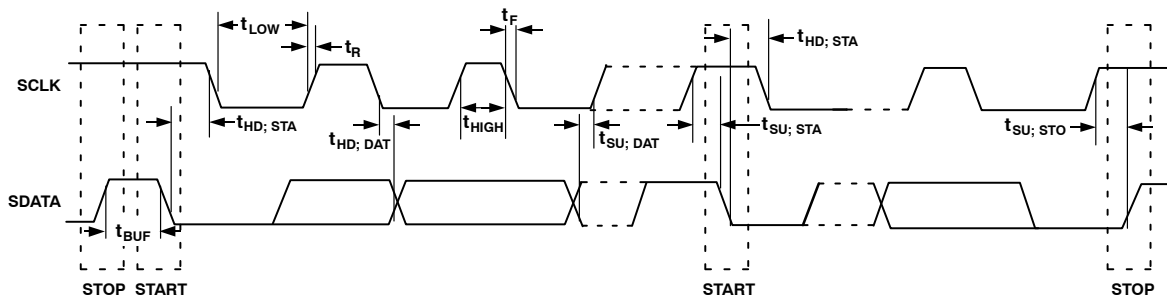 tLOW
tR
tF
tHD; STA
SCLK
tHD; STA
tHD; DAT
tHIGH
tSU; DAT
tSU; STA
tSU; STO
SDATA
tBUF
STOP START
START
STOP